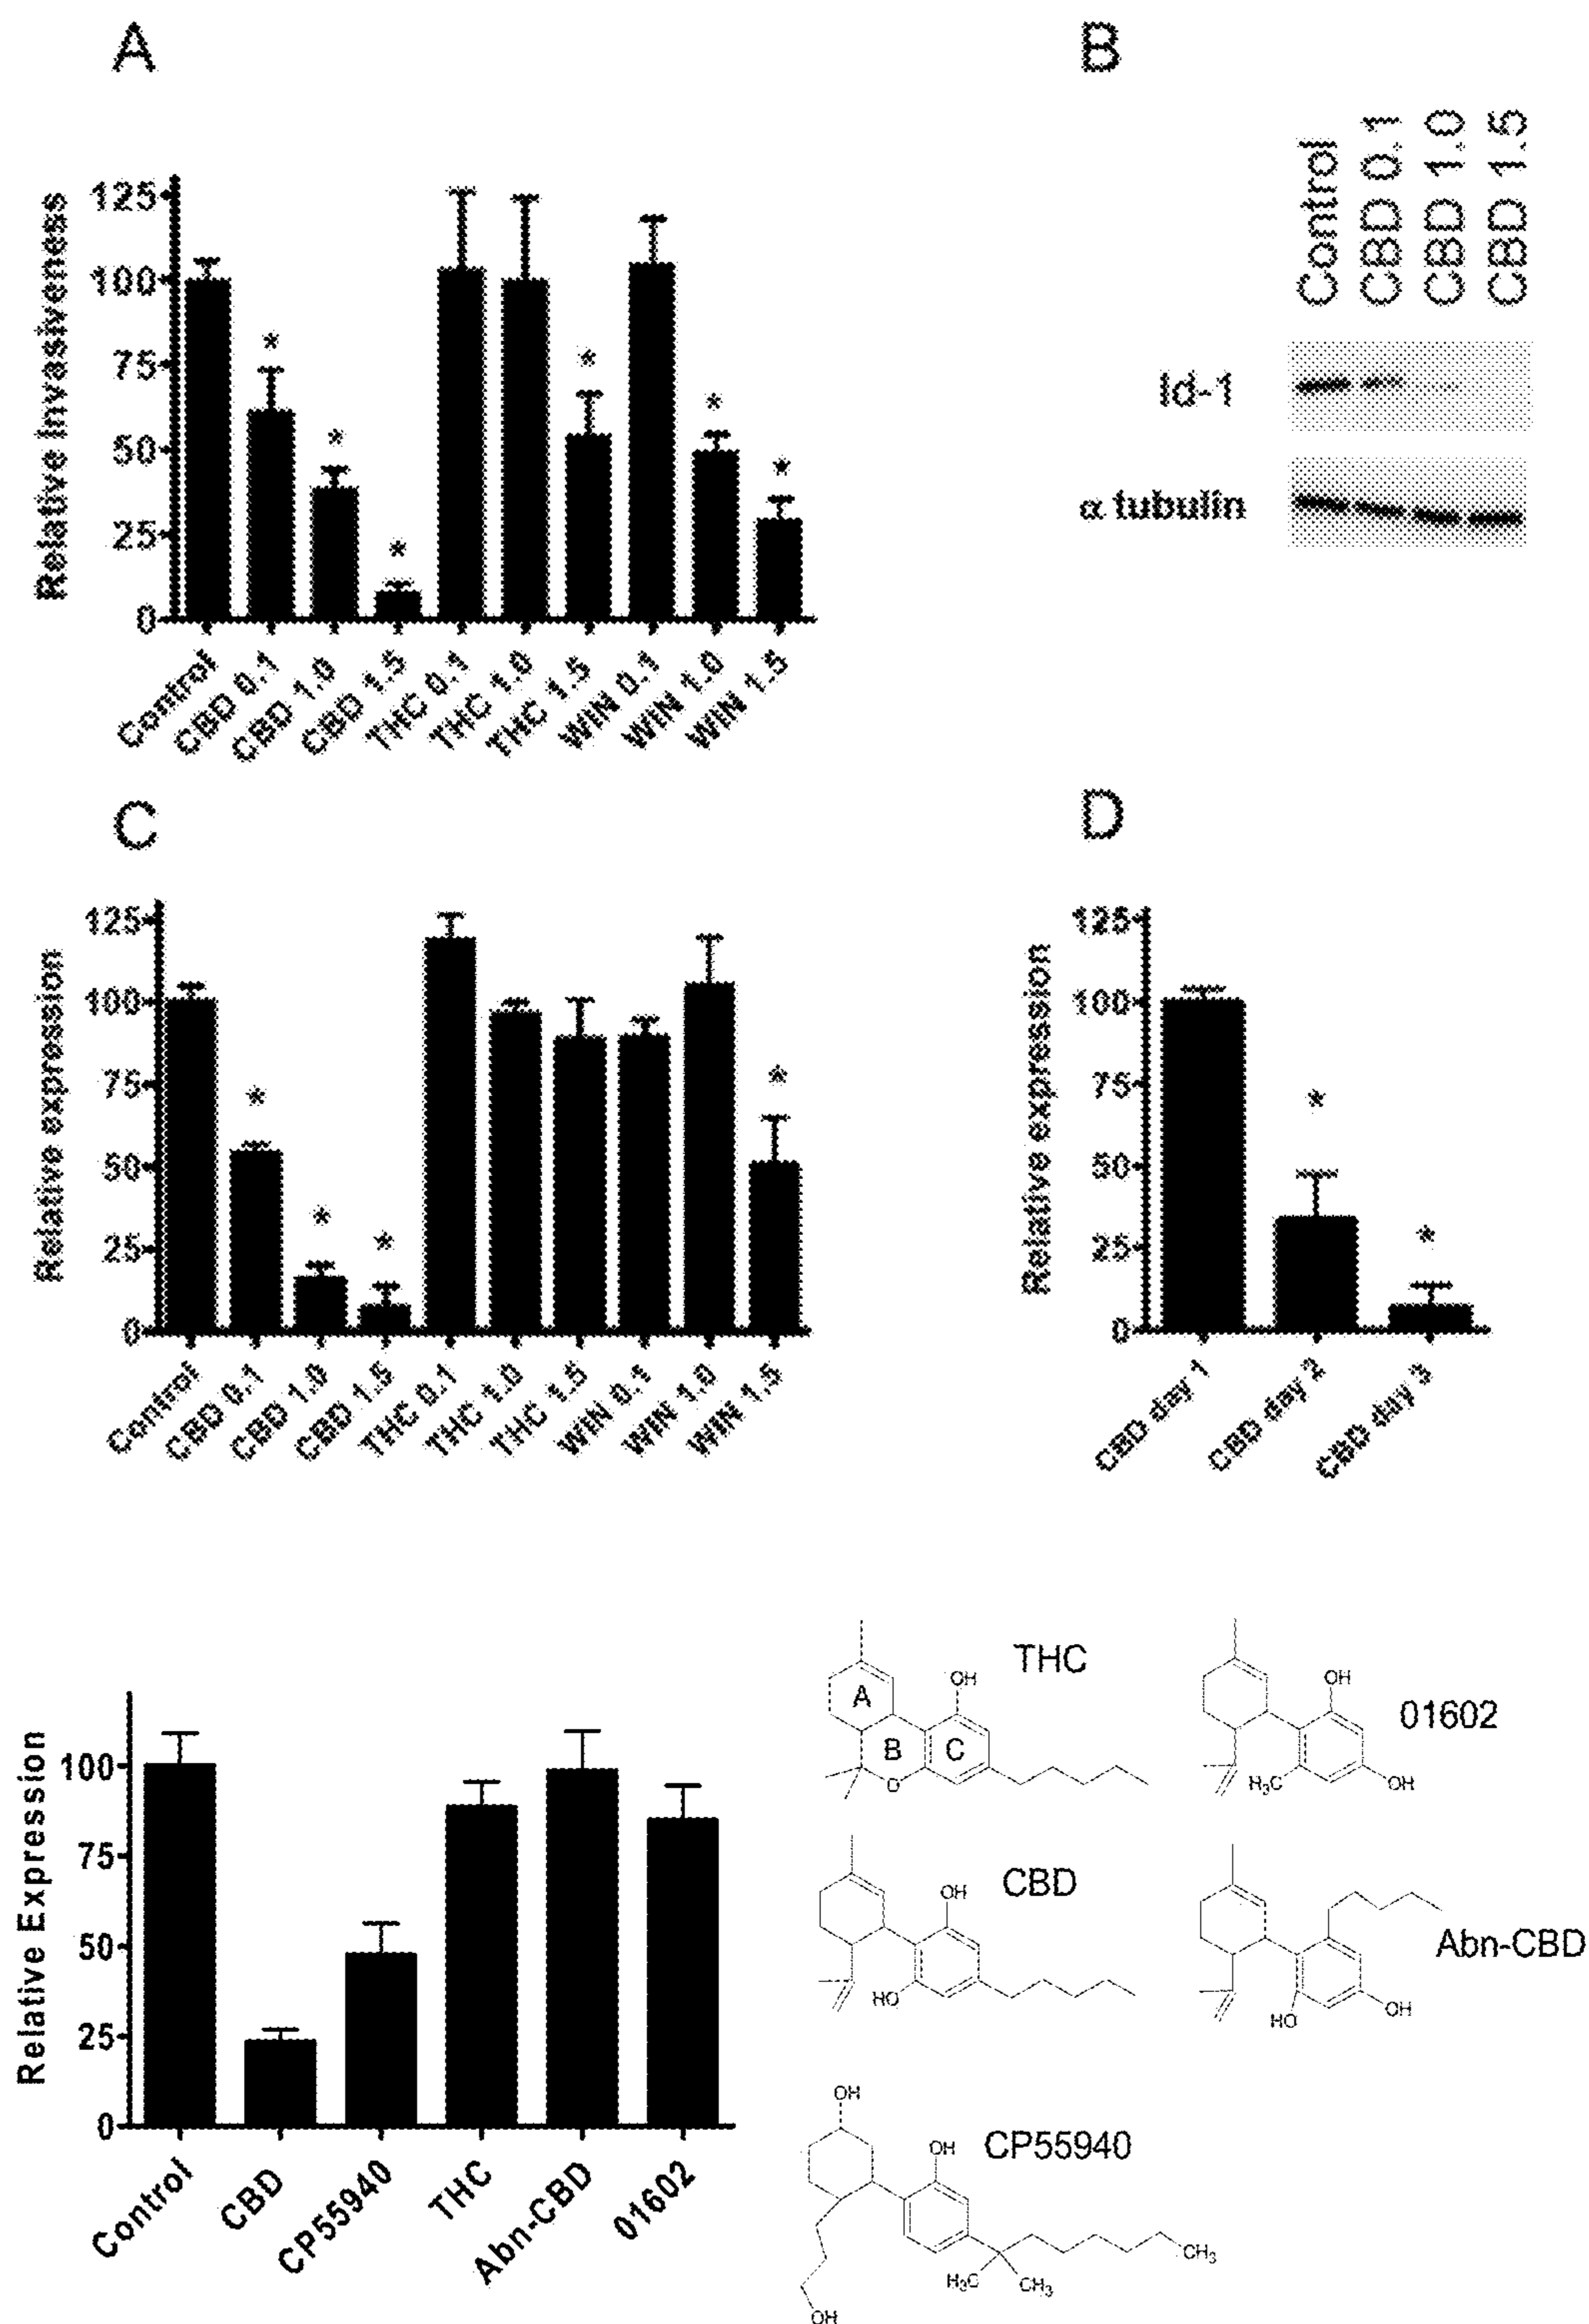 A
Relative invasiveness
125
100
75
50
25
0
*
*
*
*
*
*
Control
CBD 0.1
CBD 1.0
CBD 1.5
THC 0.1
THC 1.0
THC 1.5
WIN 0.1
WIN 1.0
WIN 1.5
B
Control
CBD 0.1
CBD 1.0
CBD 1.5
Id-1
α tubulin
C
Relative expression
125
100
75
50
25
0
*
*
*
*
Control
CBD 0.1
CBD 1.0
CBD 1.5
THC 0.1
THC 1.0
THC 1.5
WIN 0.1
WIN 1.0
WIN 1.5
D
Relative expression
125
100
75
50
25
0
*
*
CBD day 1
CBD day 2
CBD day 3
Relative Expression
100
75
50
25
0
Control
CBD
CP55940
THC
Abn-CBD
01602
THC
A
B
C
O
OH
01602
OH
H₃C
OH
CBD
OH
HO
Abn-CBD
HO
OH
CP55940
OH
OH
OH
H₃C
CH₃
CH₃